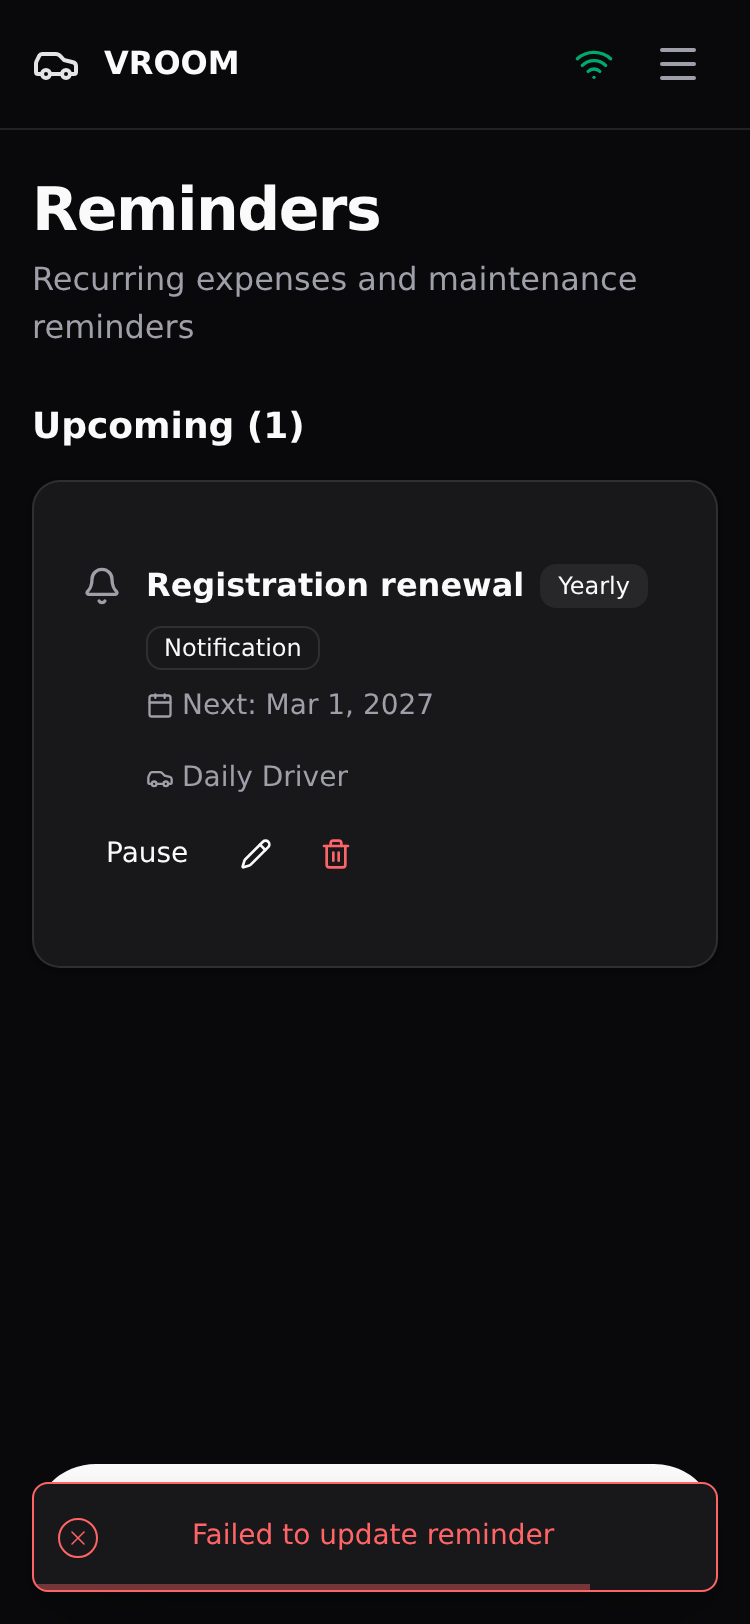 VROOM
Reminders
Recurring expenses and maintenance
reminders
Upcoming (1)
Registration renewal Yearly
Notification
Next: Mar 1, 2027
Daily Driver
Pause
Failed to update reminder